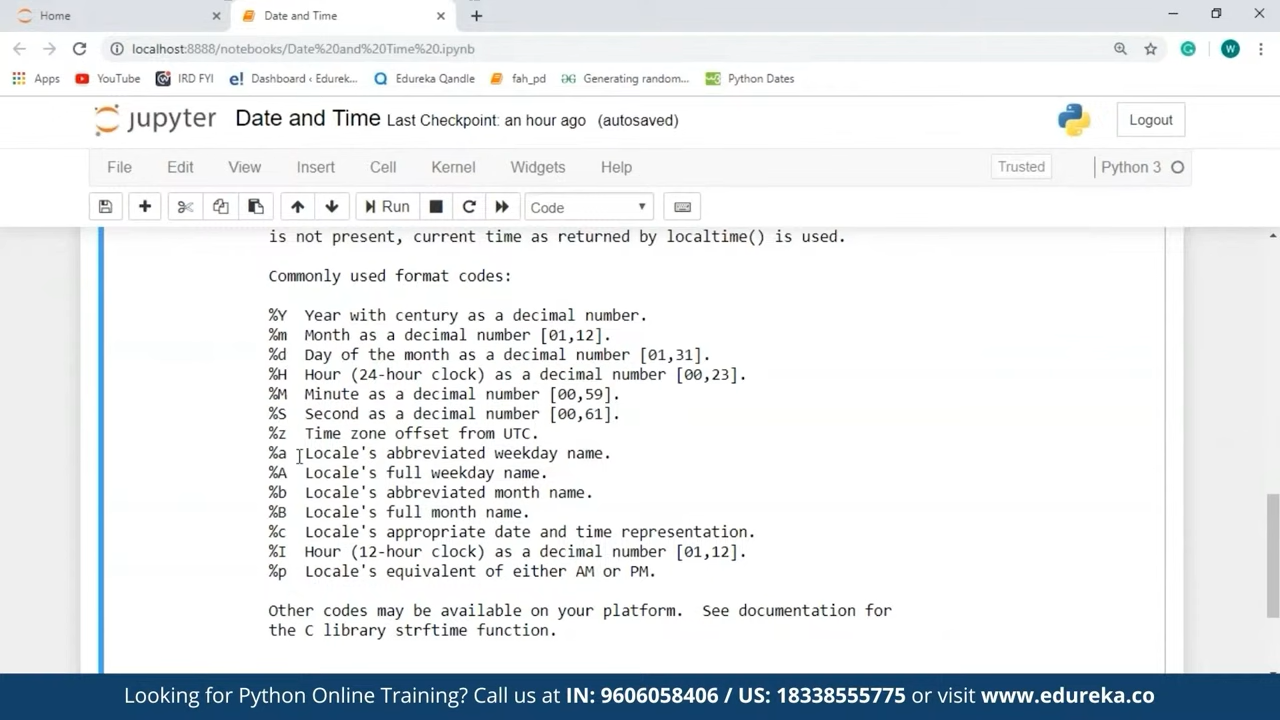 Home
Date and Time
localhost:8888/notebooks/Date%20and%20Time%20.ipynb
W
Apps YouTube IRD FYI e! Dashboard ‹ Edurek... Edureka Qandle fah_pd Generating random... Python Dates
jupyter Date and Time Last Checkpoint: an hour ago (autosaved) Logout
File Edit View Insert Cell Kernel Widgets Help Trusted Python 3
Run Code
is not present, current time as returned by localtime() is used.
Commonly used format codes:
%Y Year with century as a decimal number.
%m Month as a decimal number [01,12].
%d Day of the month as a decimal number [01,31].
%H Hour (24-hour clock) as a decimal number [00,23].
%M Minute as a decimal number [00,59].
%S Second as a decimal number [00,61].
%z Time zone offset from UTC.
%a Locale's abbreviated weekday name.
%A Locale's full weekday name.
%b Locale's abbreviated month name.
%B Locale's full month name.
%c Locale's appropriate date and time representation.
%I Hour (12-hour clock) as a decimal number [01,12].
%p Locale's equivalent of either AM or PM.
Other codes may be available on your platform. See documentation for
the C library strftime function.
Looking for Python Online Training? Call us at IN: 9606058406 / US: 18338555775 or visit www.edureka.co